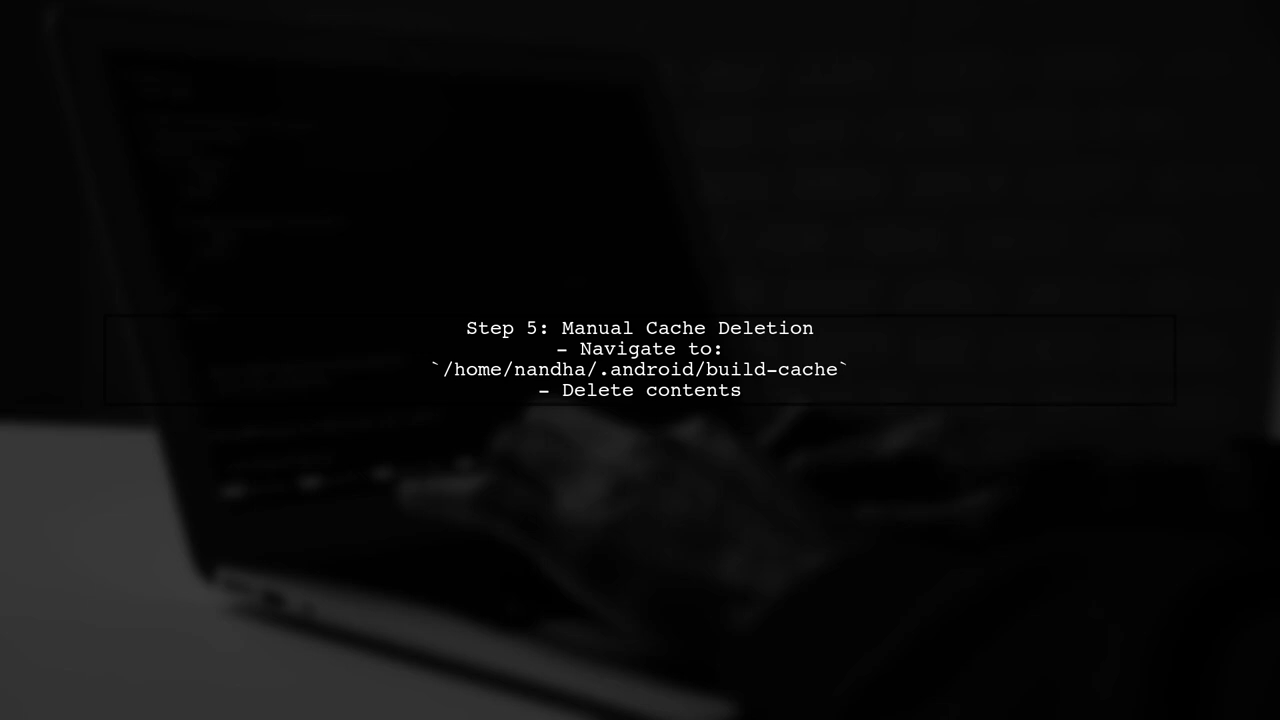 Step 5: Manual Cache Deletion
- Navigate to:
`/home/nandha/.android/build-cache`
- Delete contents